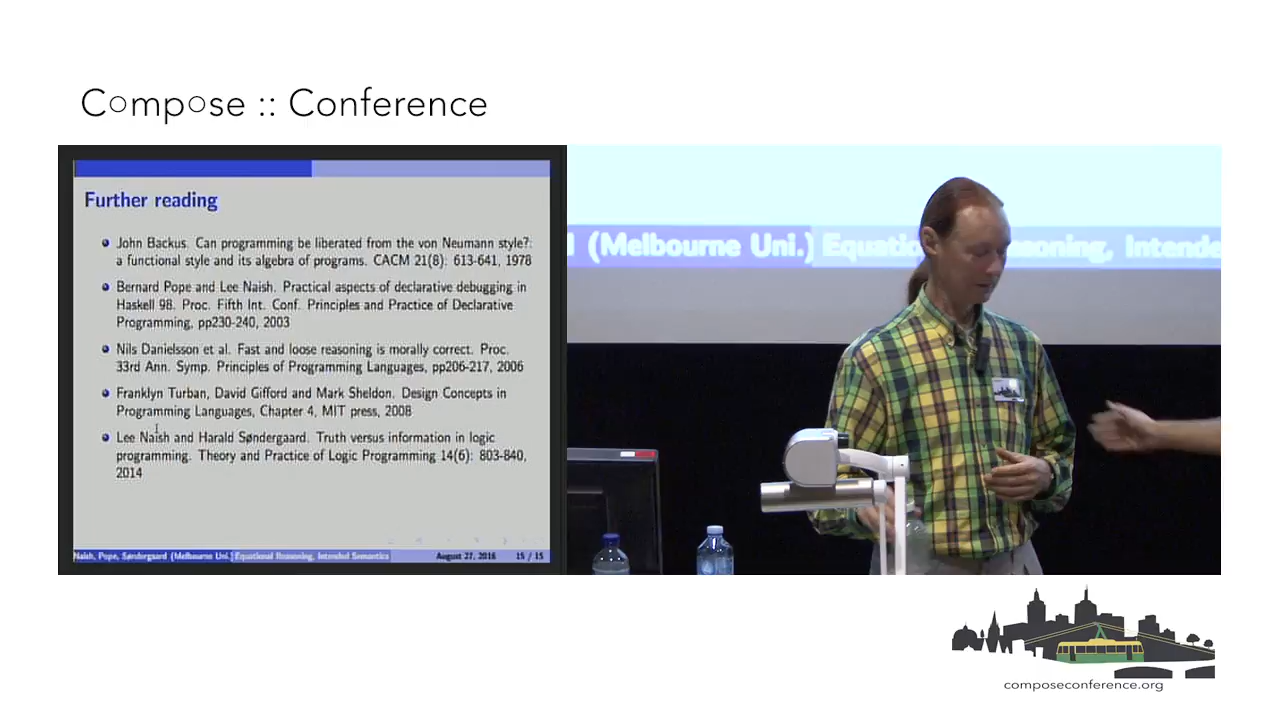 Compose :: Conference
Further reading
John Backus. Can programming be liberated from the von Neumann style?:
a functional style and its algebra of programs. CACM 21(8): 613-641, 1978
Bernard Pope and Lee Naish. Practical aspects of declarative debugging in
Haskell 98. Proc. Fifth Int. Conf. Principles and Practice of Declarative
Programming, pp230-240, 2003
Nils Danielsson et al. Fast and loose reasoning is morally correct. Proc.
33rd Ann. Symp. Principles of Programming Languages, pp206-217, 2006
Franklyn Turban, David Gifford and Mark Sheldon. Design Concepts in
Programming Languages, Chapter 4, MIT press, 2008
Lee Naish and Harald Søndergaard. Truth versus information in logic
programming. Theory and Practice of Logic Programming 14(6): 803-840,
2014
Naish, Pope, Søndergaard (Melbourne Uni.) Equational Reasoning, Intended Semantics August 27, 2016 15 / 15
(Melbourne Uni.) Equatio Reasoning, Intende
composeconference.org